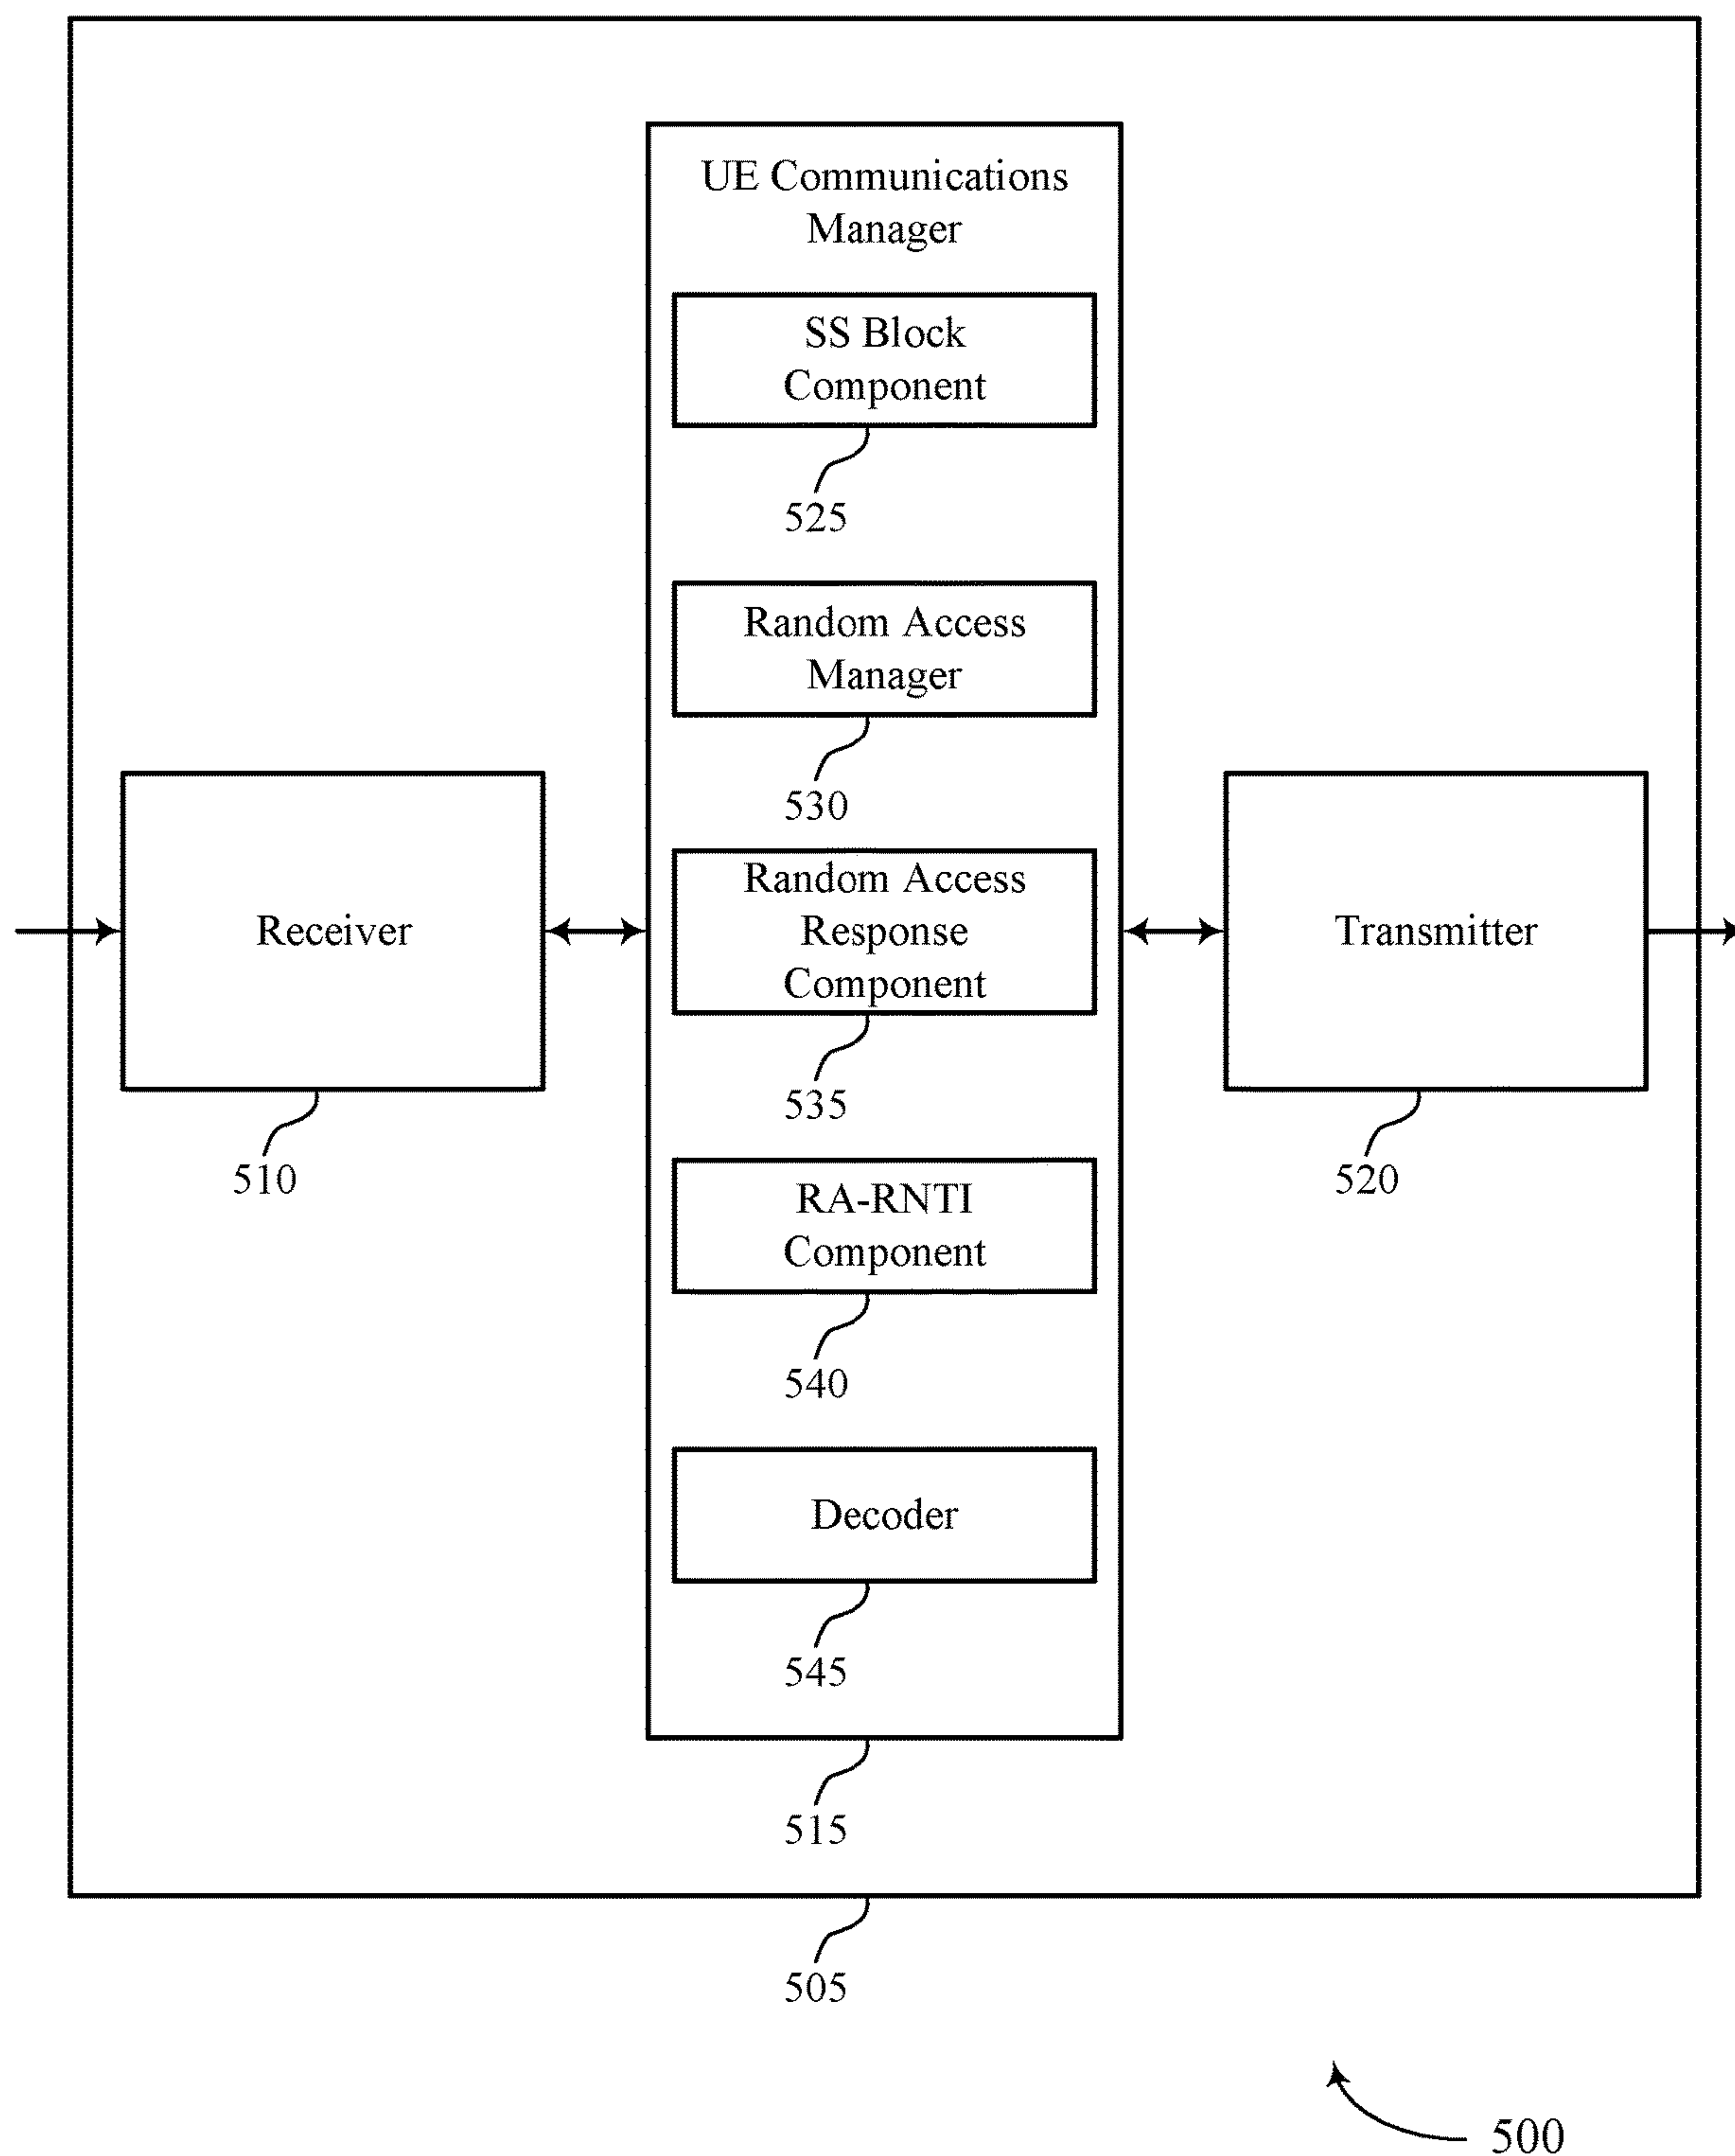 UE Communications
Manager
SS Block
Component
525
Random Access
Manager
530
Receiver
510
Random Access
Response
Component
535
Transmitter
520
RA-RNTI
Component
540
Decoder
545
515
505
500